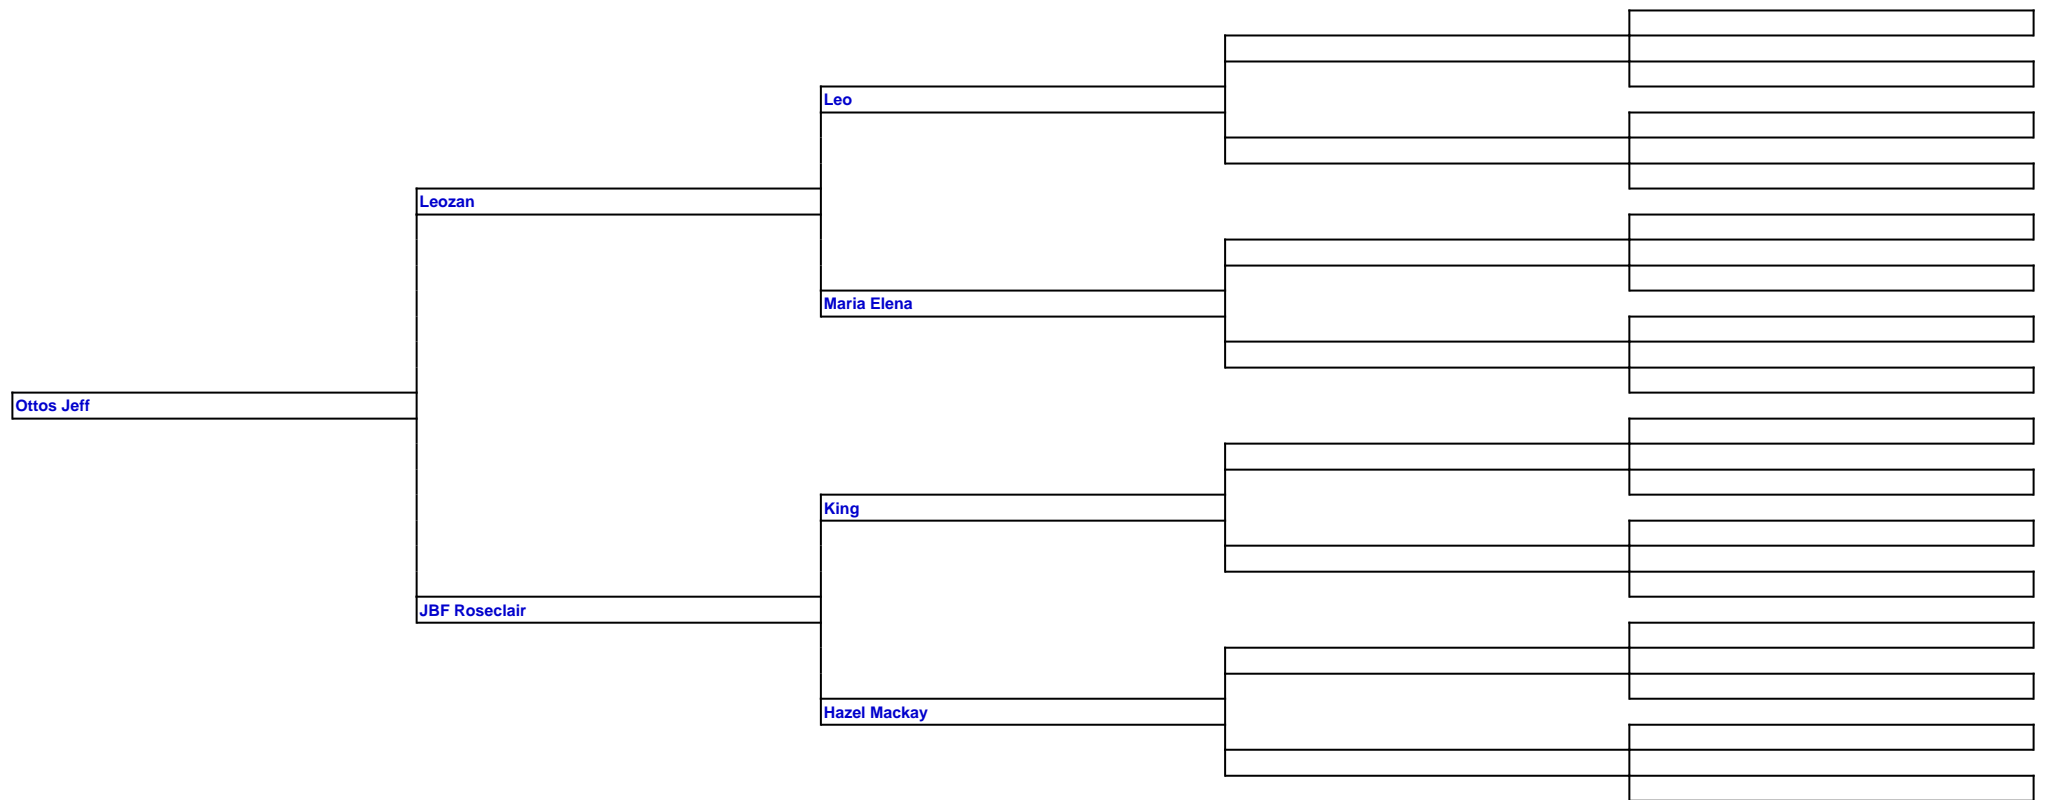 Leo
Leozan
Maria Elena
Ottos Jeff
King
JBF Roseclair
Hazel Mackay